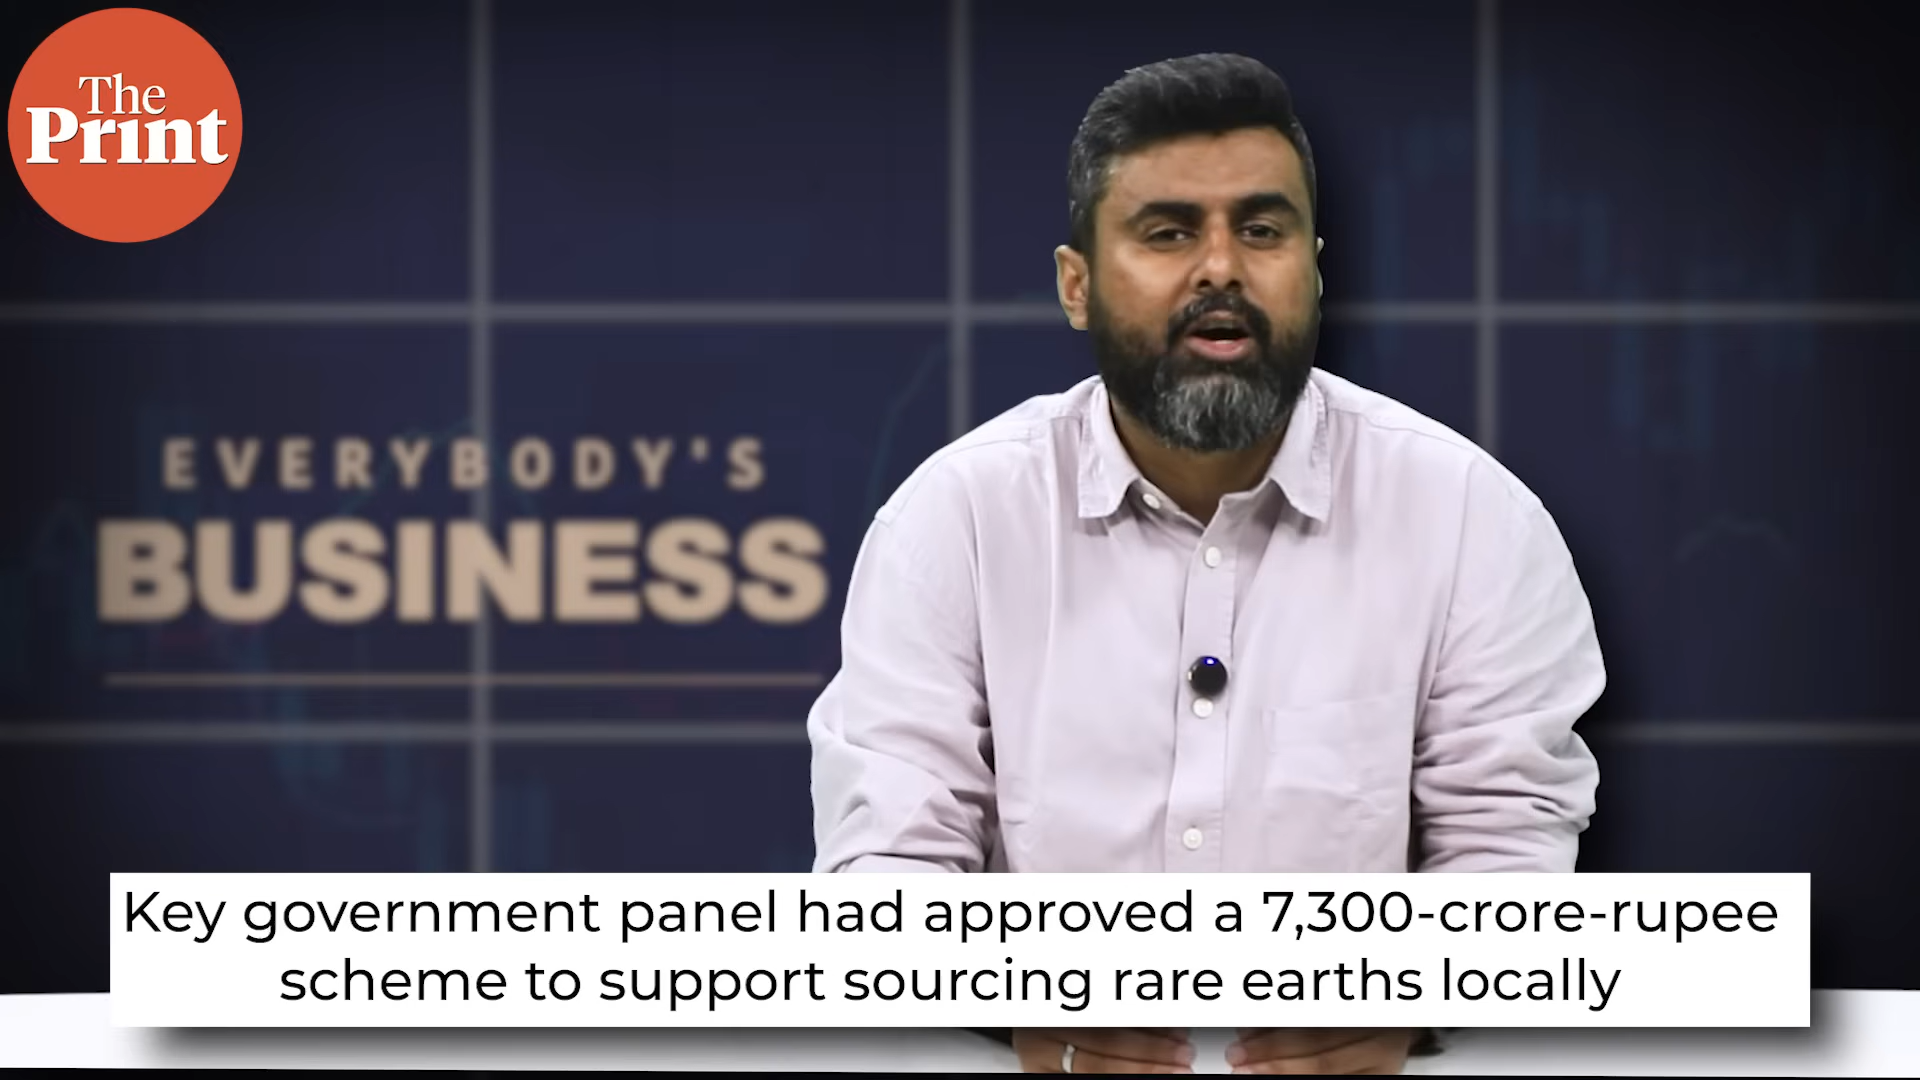 The
Print
EVERYBODY'S
BUSINESS
Key government panel had approved a 7,300-crore-rupee
scheme to support sourcing rare earths locally